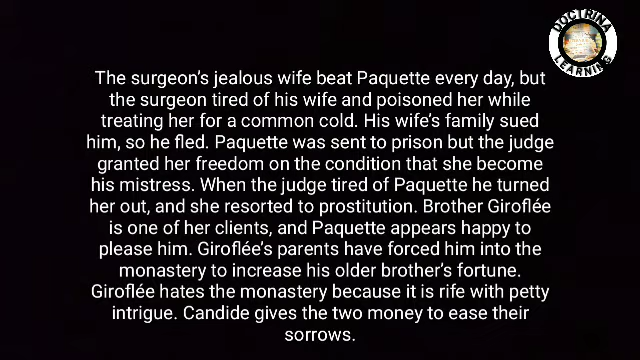 DOCTRINA
LEARNING
The surgeon's jealous wife beat Paquette every day, but
the surgeon tired of his wife and poisoned her while
treating her for a common cold. His wife's family sued
him, so he fled. Paquette was sent to prison but the judge
granted her freedom on the condition that she become
his mistress. When the judge tired of Paquette he turned
her out, and she resorted to prostitution. Brother Giroflée
is one of her clients, and Paquette appears happy to
please him. Giroflée's parents have forced him into the
monastery to increase his older brother's fortune.
Giroflée hates the monastery because it is rife with petty
intrigue. Candide gives the two money to ease their
sorrows.